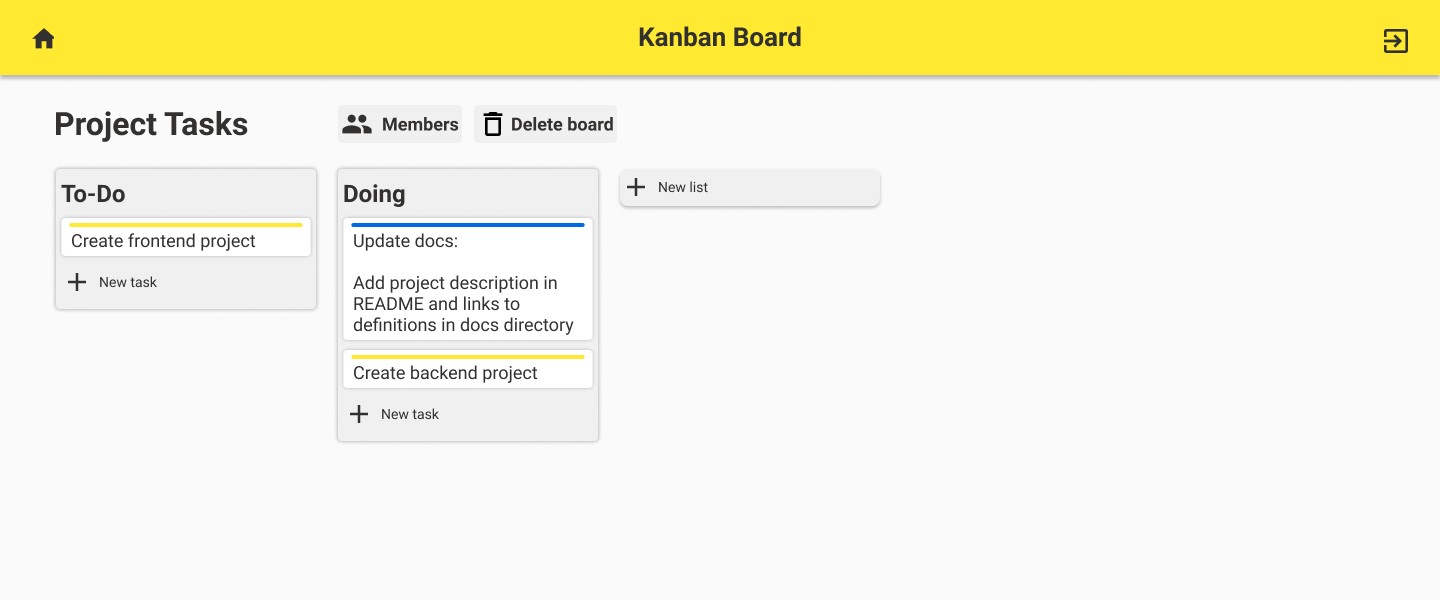 Kanban Board
Project Tasks
Members
Delete board
To-Do
Create frontend project
New task
Doing
Update docs:
Add project description in
README and links to
definitions in docs directory
Create backend project
New task
New list